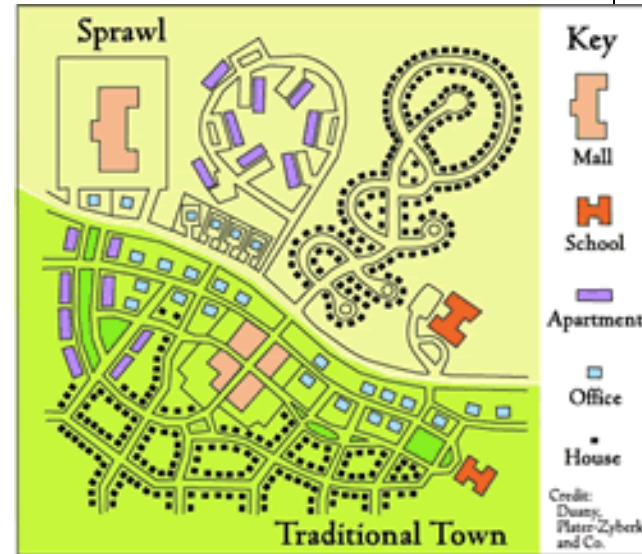 Sprawl
Key
Mall
School
Apartment
Office
House
Credit:
Duany,
Plater-Zyberk
and Co.
Traditional Town